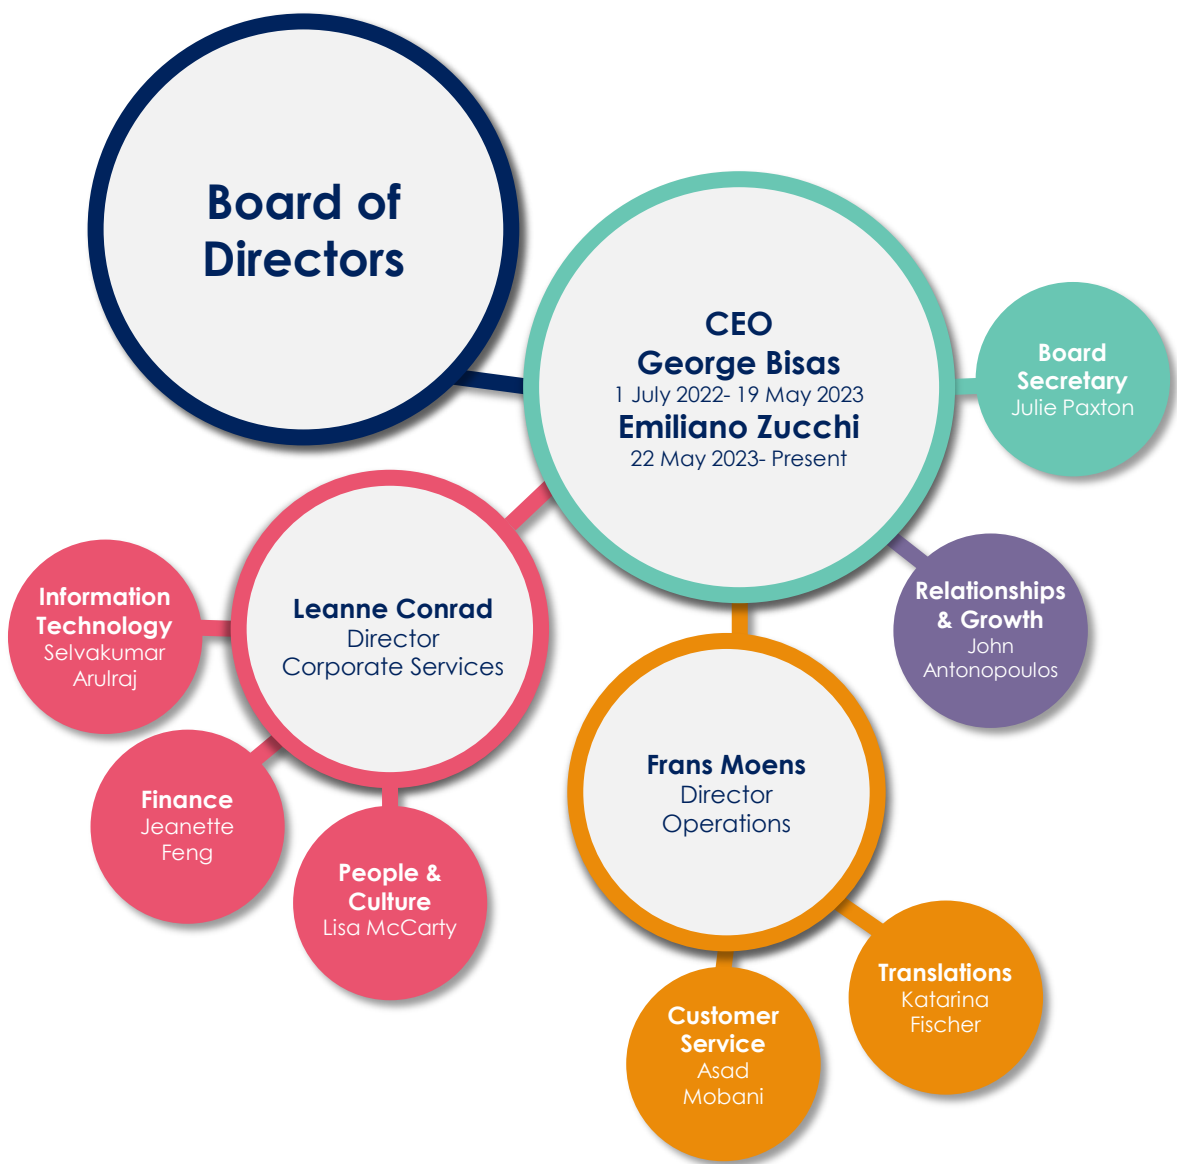 Board of
Directors
CEO
George Bisas
1 July 2022- 19 May 2023
Emiliano Zucchi
22 May 2023- Present
Board
Secretary
Julie Paxton
Relationships
& Growth
John
Antonopoulos
Leanne Conrad
Director
Corporate Services
Information
Technology
Selvakumar
Arulraj
Finance
Jeanette
Feng
People &
Culture
Lisa McCarty
Frans Moens
Director
Operations
Translations
Katarina
Fischer
Customer
Service
Asad
Mobani